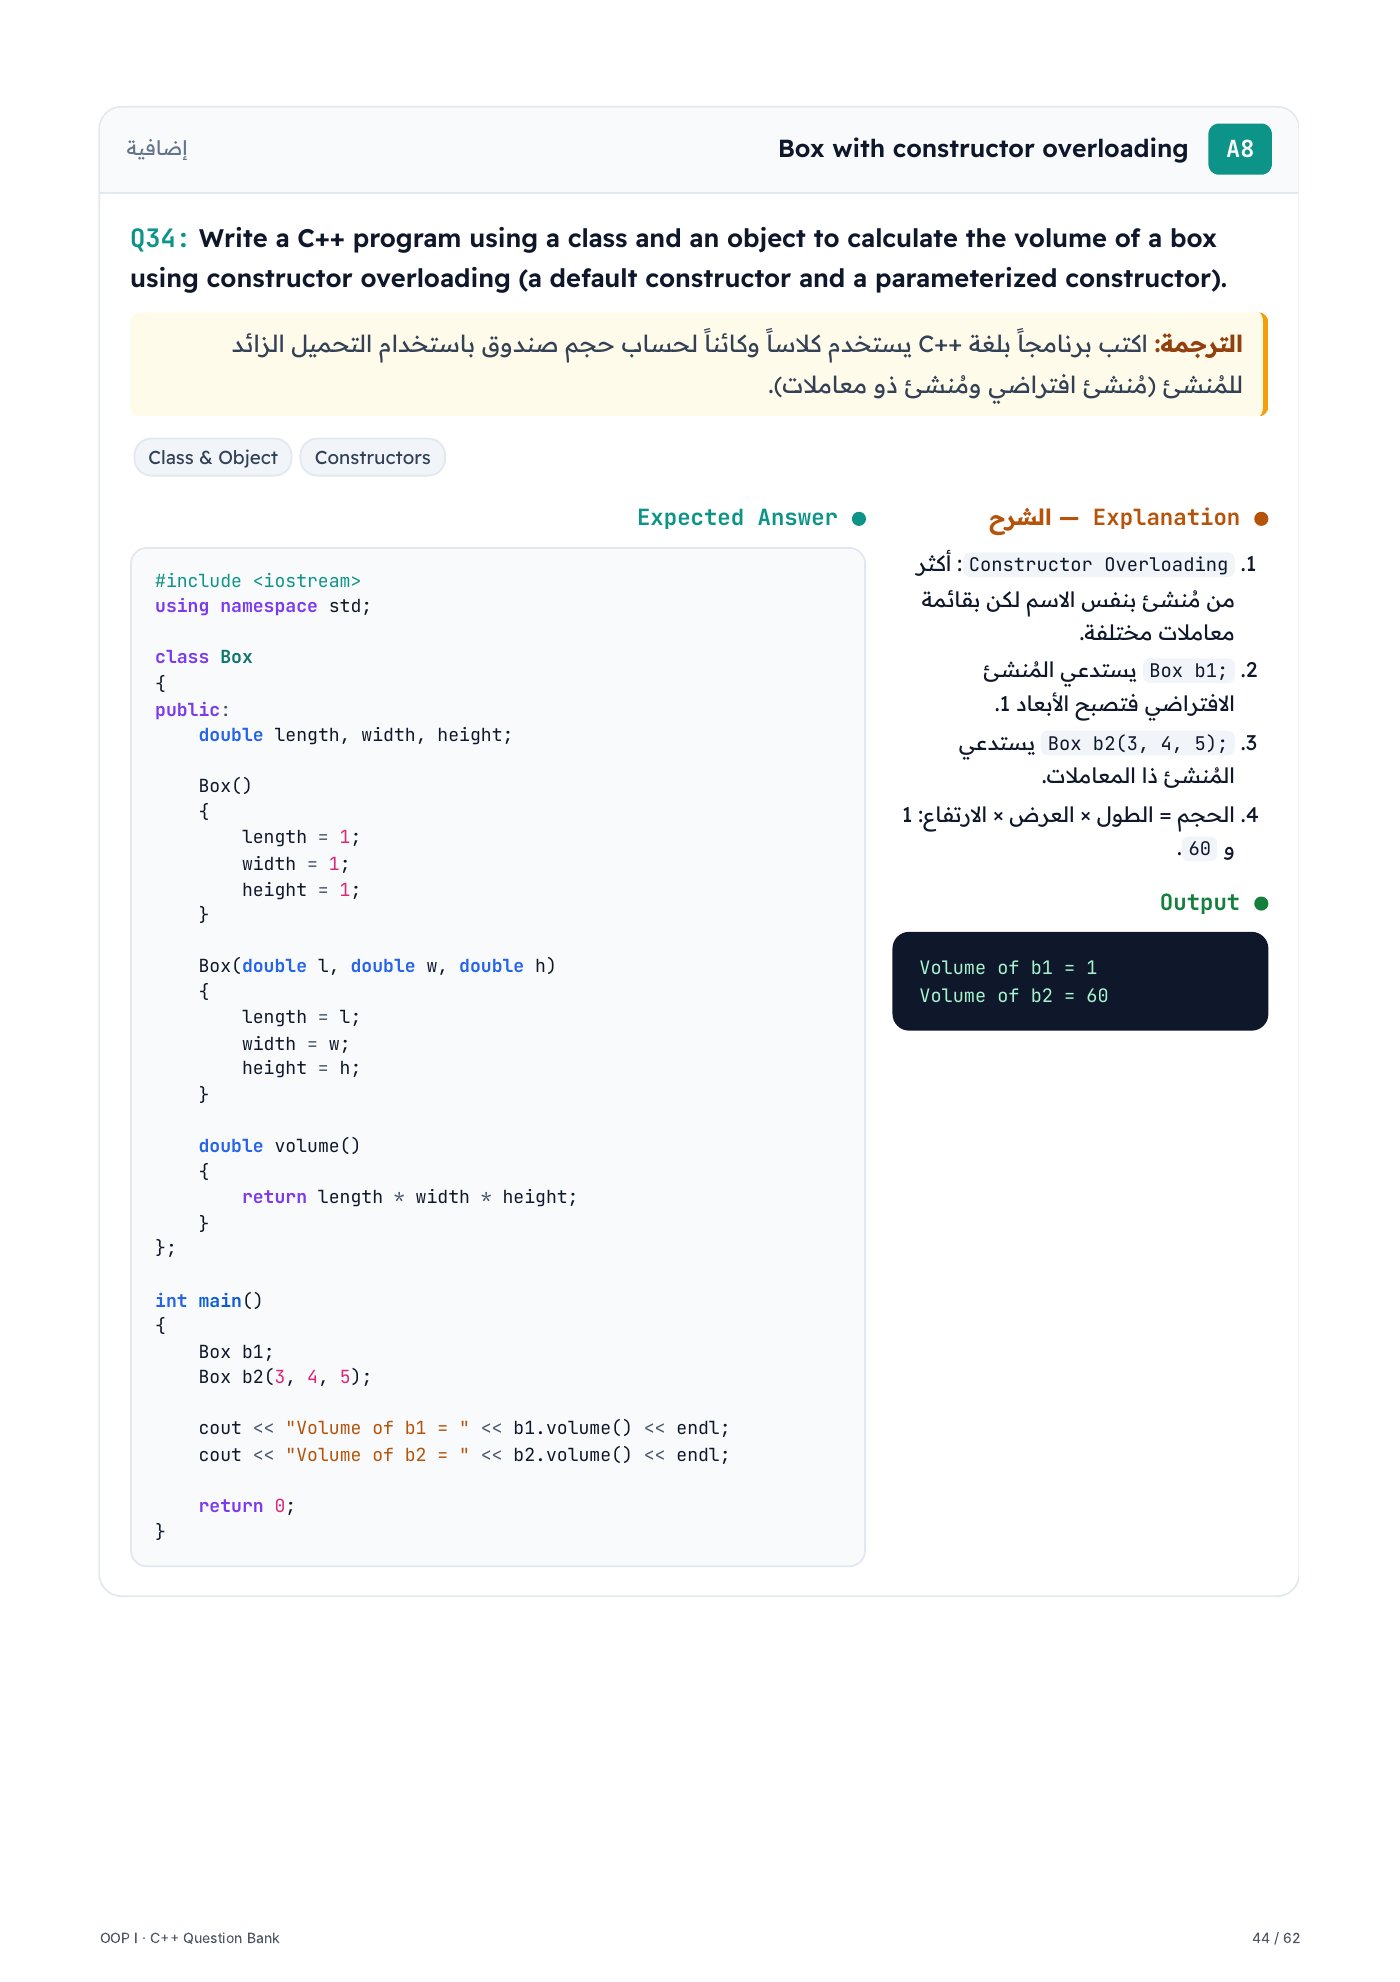 A8 Box with constructor overloading
إضافية
Q34: Write a C++ program using a class and an object to calculate the volume of a box
using constructor overloading (a default constructor and a parameterized constructor).
الترجمة: اكتب برنامجاً بلغة C++ يستخدم كلاساً وكائناً لحساب حجم صندوق باستخدام التحميل الزائد
للمُنشئ (مُنشئ افتراضي ومُنشئ ذو معاملات).
Class & Object
Constructors
Explanation — الشرح
1. Constructor Overloading : أكثر
من مُنشئ بنفس الاسم لكن بقائمة
معاملات مختلفة.
2. Box b1; يستدعي المُنشئ
الافتراضي فتصبح الأبعاد 1.
3. Box b2(3, 4, 5); يستدعي
المُنشئ ذا المعاملات.
4. الحجم = الطول × العرض × الارتفاع: 1
و 60 .
Output
Volume of b1 = 1
Volume of b2 = 60
Expected Answer
#include <iostream>
using namespace std;

class Box
{
public:
    double length, width, height;

    Box()
    {
        length = 1;
        width = 1;
        height = 1;
    }

    Box(double l, double w, double h)
    {
        length = l;
        width = w;
        height = h;
    }

    double volume()
    {
        return length * width * height;
    }
};

int main()
{
    Box b1;
    Box b2(3, 4, 5);

    cout << "Volume of b1 = " << b1.volume() << endl;
    cout << "Volume of b2 = " << b2.volume() << endl;

    return 0;
}
OOP I · C++ Question Bank
44 / 62